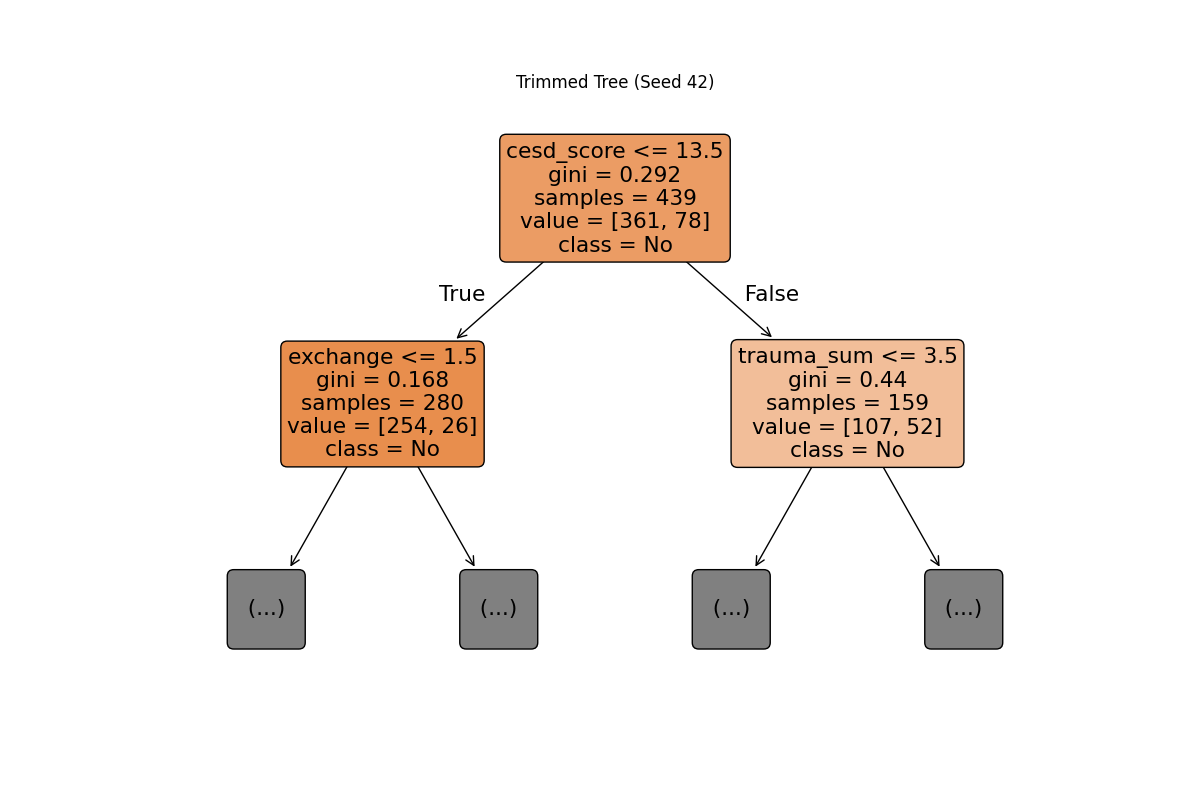 Trimmed Tree (Seed 42)
cesd_score <= 13.5
gini = 0.292
samples = 439
value = [361, 78]
class = No
True
False
exchange <= 1.5
gini = 0.168
samples = 280
value = [254, 26]
class = No
trauma_sum <= 3.5
gini = 0.44
samples = 159
value = [107, 52]
class = No
(...)
(...)
(...)
(...)